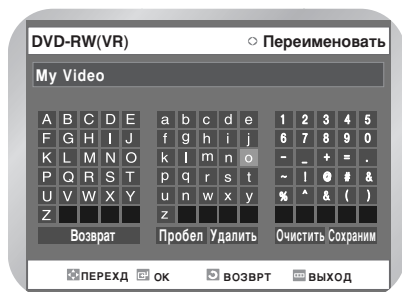 DVD-RW(VR) Переименовать
My Video
A B C D E a b c d e 1 2 3 4 5
F G H I J f g h i j 6 7 8 9 0
K L M N O k l m n o - _ + = .
P Q R S T p q r s t ~ ! @ # &
U V W X Y u v w x y % ^ & ( )
Z z
Возврат Пробел Удалить Очистить Сохраним
ПЕРЕХД ОК ВОЗВРТ ВЫХОД